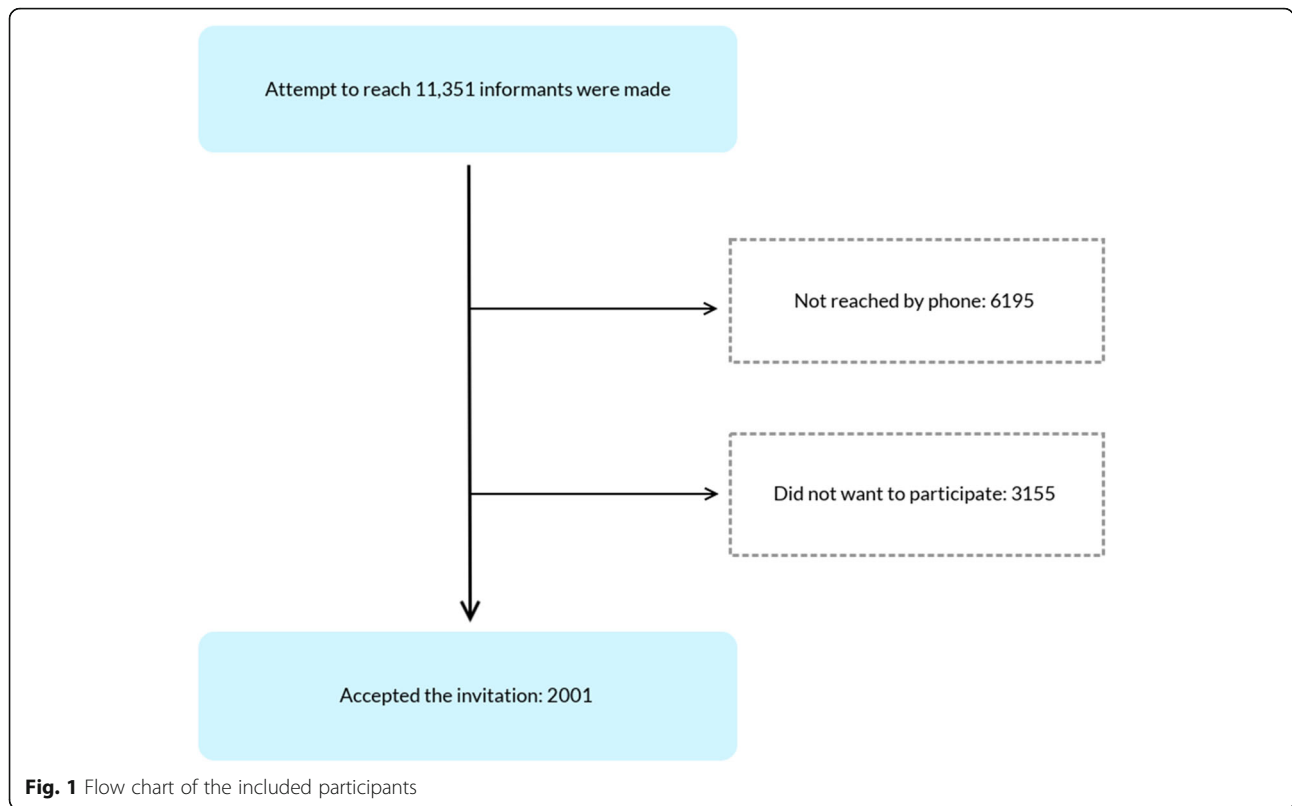 Attempt to reach 11,351 informants were made
Not reached by phone: 6195
Did not want to participate: 3155
Accepted the invitation: 2001
Fig. 1 Flow chart of the included participants